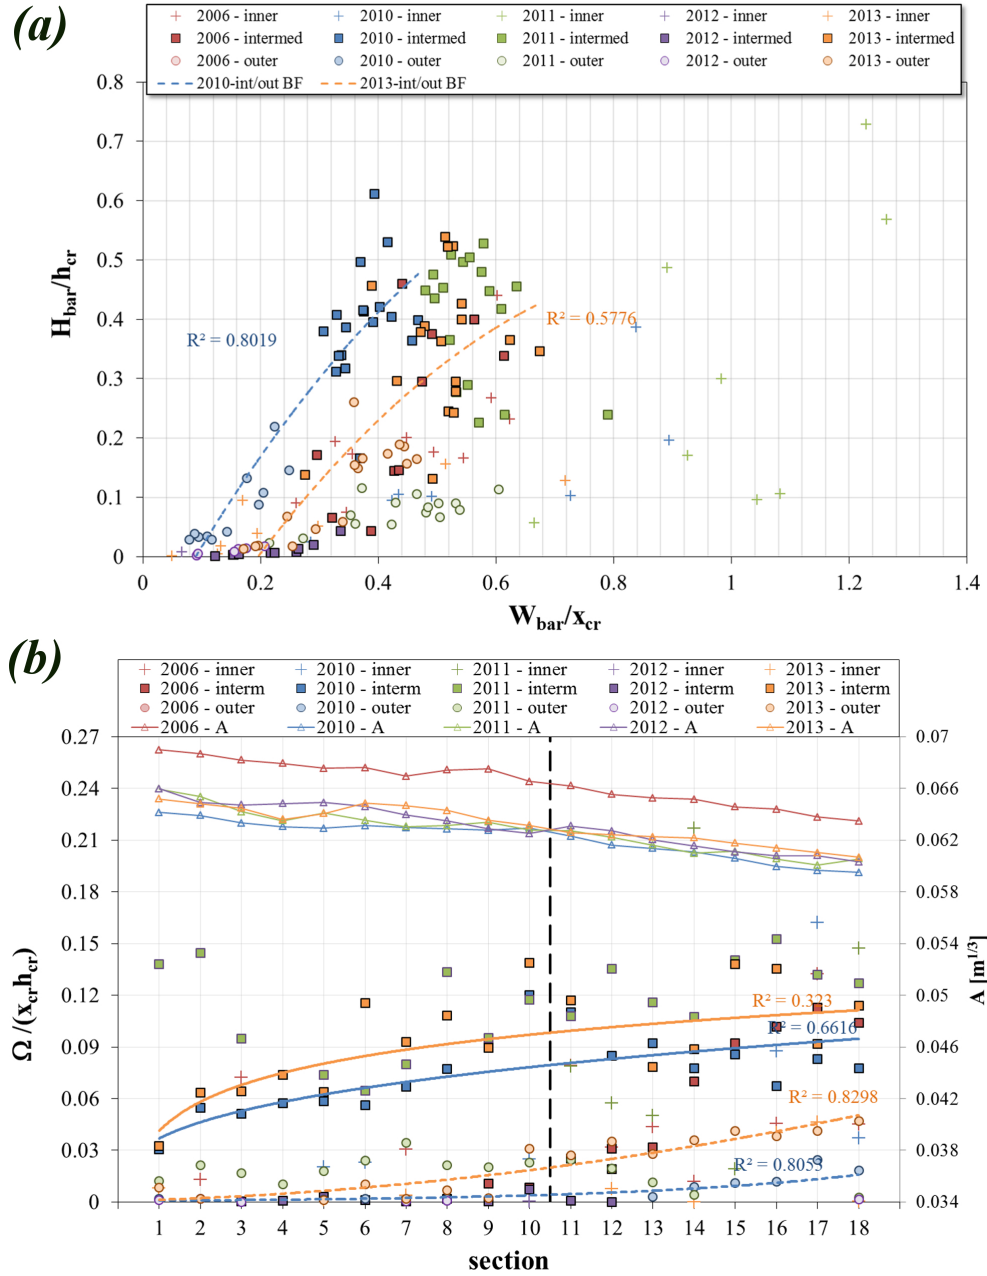 (a)
2006 - inner 2010 - inner 2011 - inner 2012 - inner 2013 - inner
2006 - intermed 2010 - intermed 2011 - intermed 2012 - intermed 2013 - intermed
2006 - outer 2010 - outer 2011 - outer 2012 - outer 2013 - outer
2010-int/out BF 2013-int/out BF
0.8
0.7
0.6
0.5
0.4
0.3
0.2
0.1
0
H_bar/h_cr
R² = 0.8019
R² = 0.5776
0 0.2 0.4 0.6 0.8 1 1.2 1.4
W_bar/x_cr
(b)
2006 - inner 2010 - inner 2011 - inner 2012 - inner 2013 - inner
2006 - interm 2010 - interm 2011 - interm 2012 - interm 2013 - interm
2006 - outer 2010 - outer 2011 - outer 2012 - outer 2013 - outer
2006 - A 2010 - A 2011 - A 2012 - A 2013 - A
0.27
0.24
0.21
0.18
0.15
0.12
0.09
0.06
0.03
0
Ω /(x_cr h_cr)
R² = 0.323
R² = 0.6616
R² = 0.8298
R² = 0.8053
0.07
0.066
0.062
0.058
0.054
0.05
0.046
0.042
0.038
0.034
A [m^1/3]
1 2 3 4 5 6 7 8 9 10 11 12 13 14 15 16 17 18
section